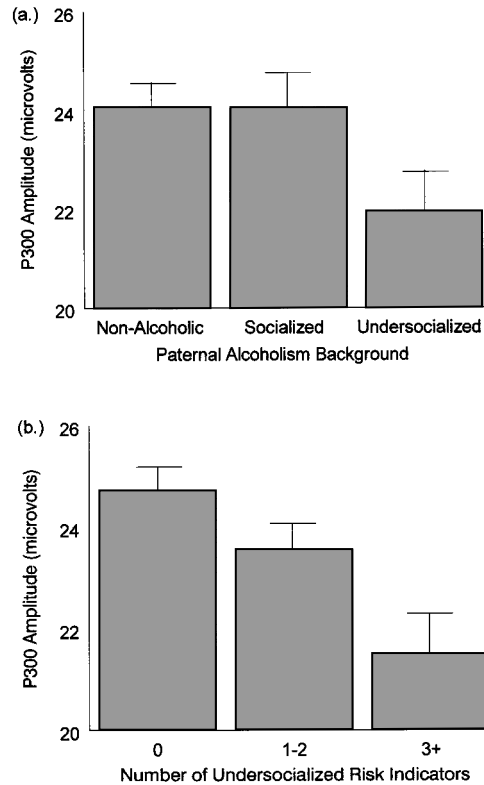 (a.)
P300 Amplitude (microvolts)
26
24
22
20
Non-Alcoholic Socialized Undersocialized
Paternal Alcoholism Background
(b.)
P300 Amplitude (microvolts)
26
24
22
20
0 1-2 3+
Number of Undersocialized Risk Indicators